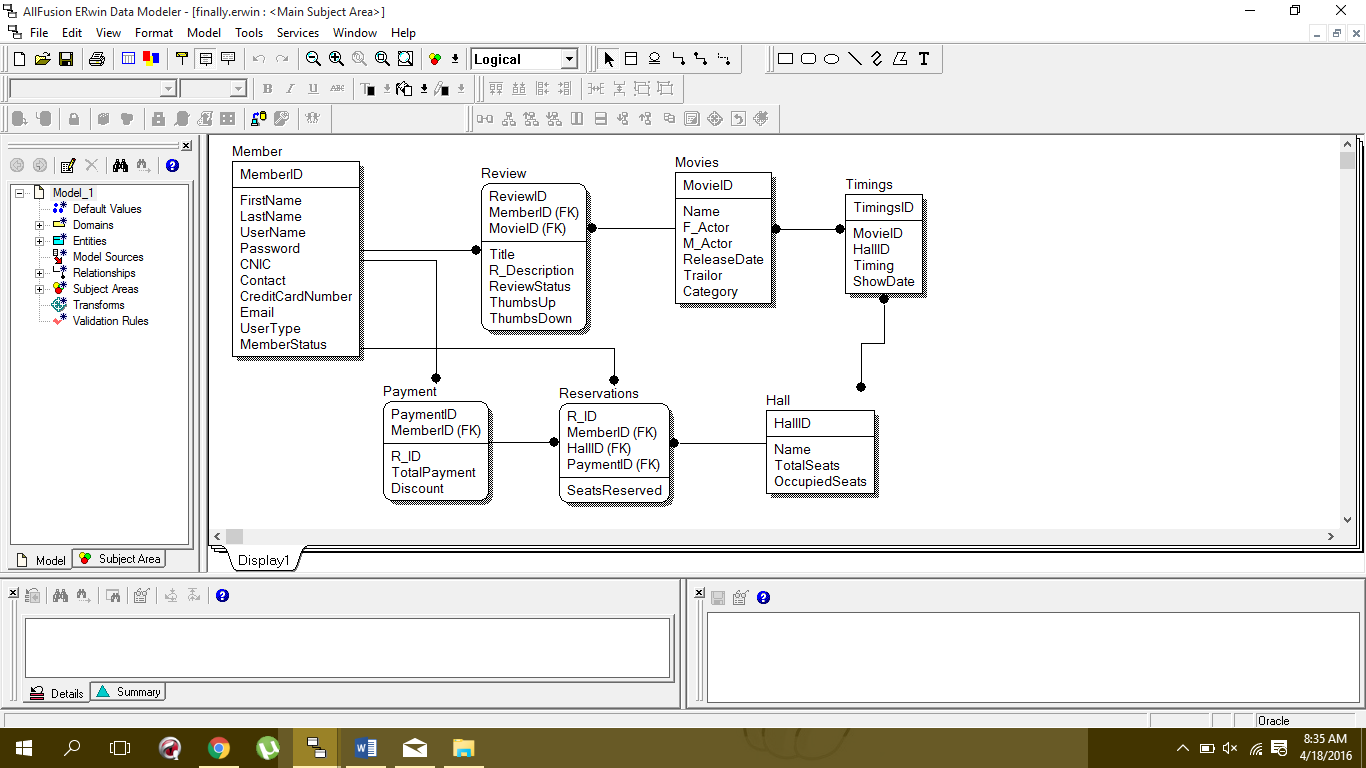 AllFusion ERwin Data Modeler - [finally.erwin : <Main Subject Area>]
File Edit View Format Model Tools Services Window Help
Logical
T
B I U ABC
Model_1
Default Values
Domains
Entities
Model Sources
Relationships
Subject Areas
Transforms
Validation Rules
Model Subject Area
Member
MemberID
FirstName
LastName
UserName
Password
CNIC
Contact
CreditCardNumber
Email
UserType
MemberStatus
Review
ReviewID
MemberID (FK)
MovieID (FK)
Title
R_Description
ReviewStatus
ThumbsUp
ThumbsDown
Movies
MovieID
Name
F_Actor
M_Actor
ReleaseDate
Trailor
Category
Timings
TimingsID
MovieID
HallID
Timing
ShowDate
Payment
PaymentID
MemberID (FK)
R_ID
TotalPayment
Discount
Reservations
R_ID
MemberID (FK)
HallID (FK)
PaymentID (FK)
SeatsReserved
Hall
HallID
Name
TotalSeats
OccupiedSeats
Display1
Details Summary
Oracle
8:35 AM
4/18/2016